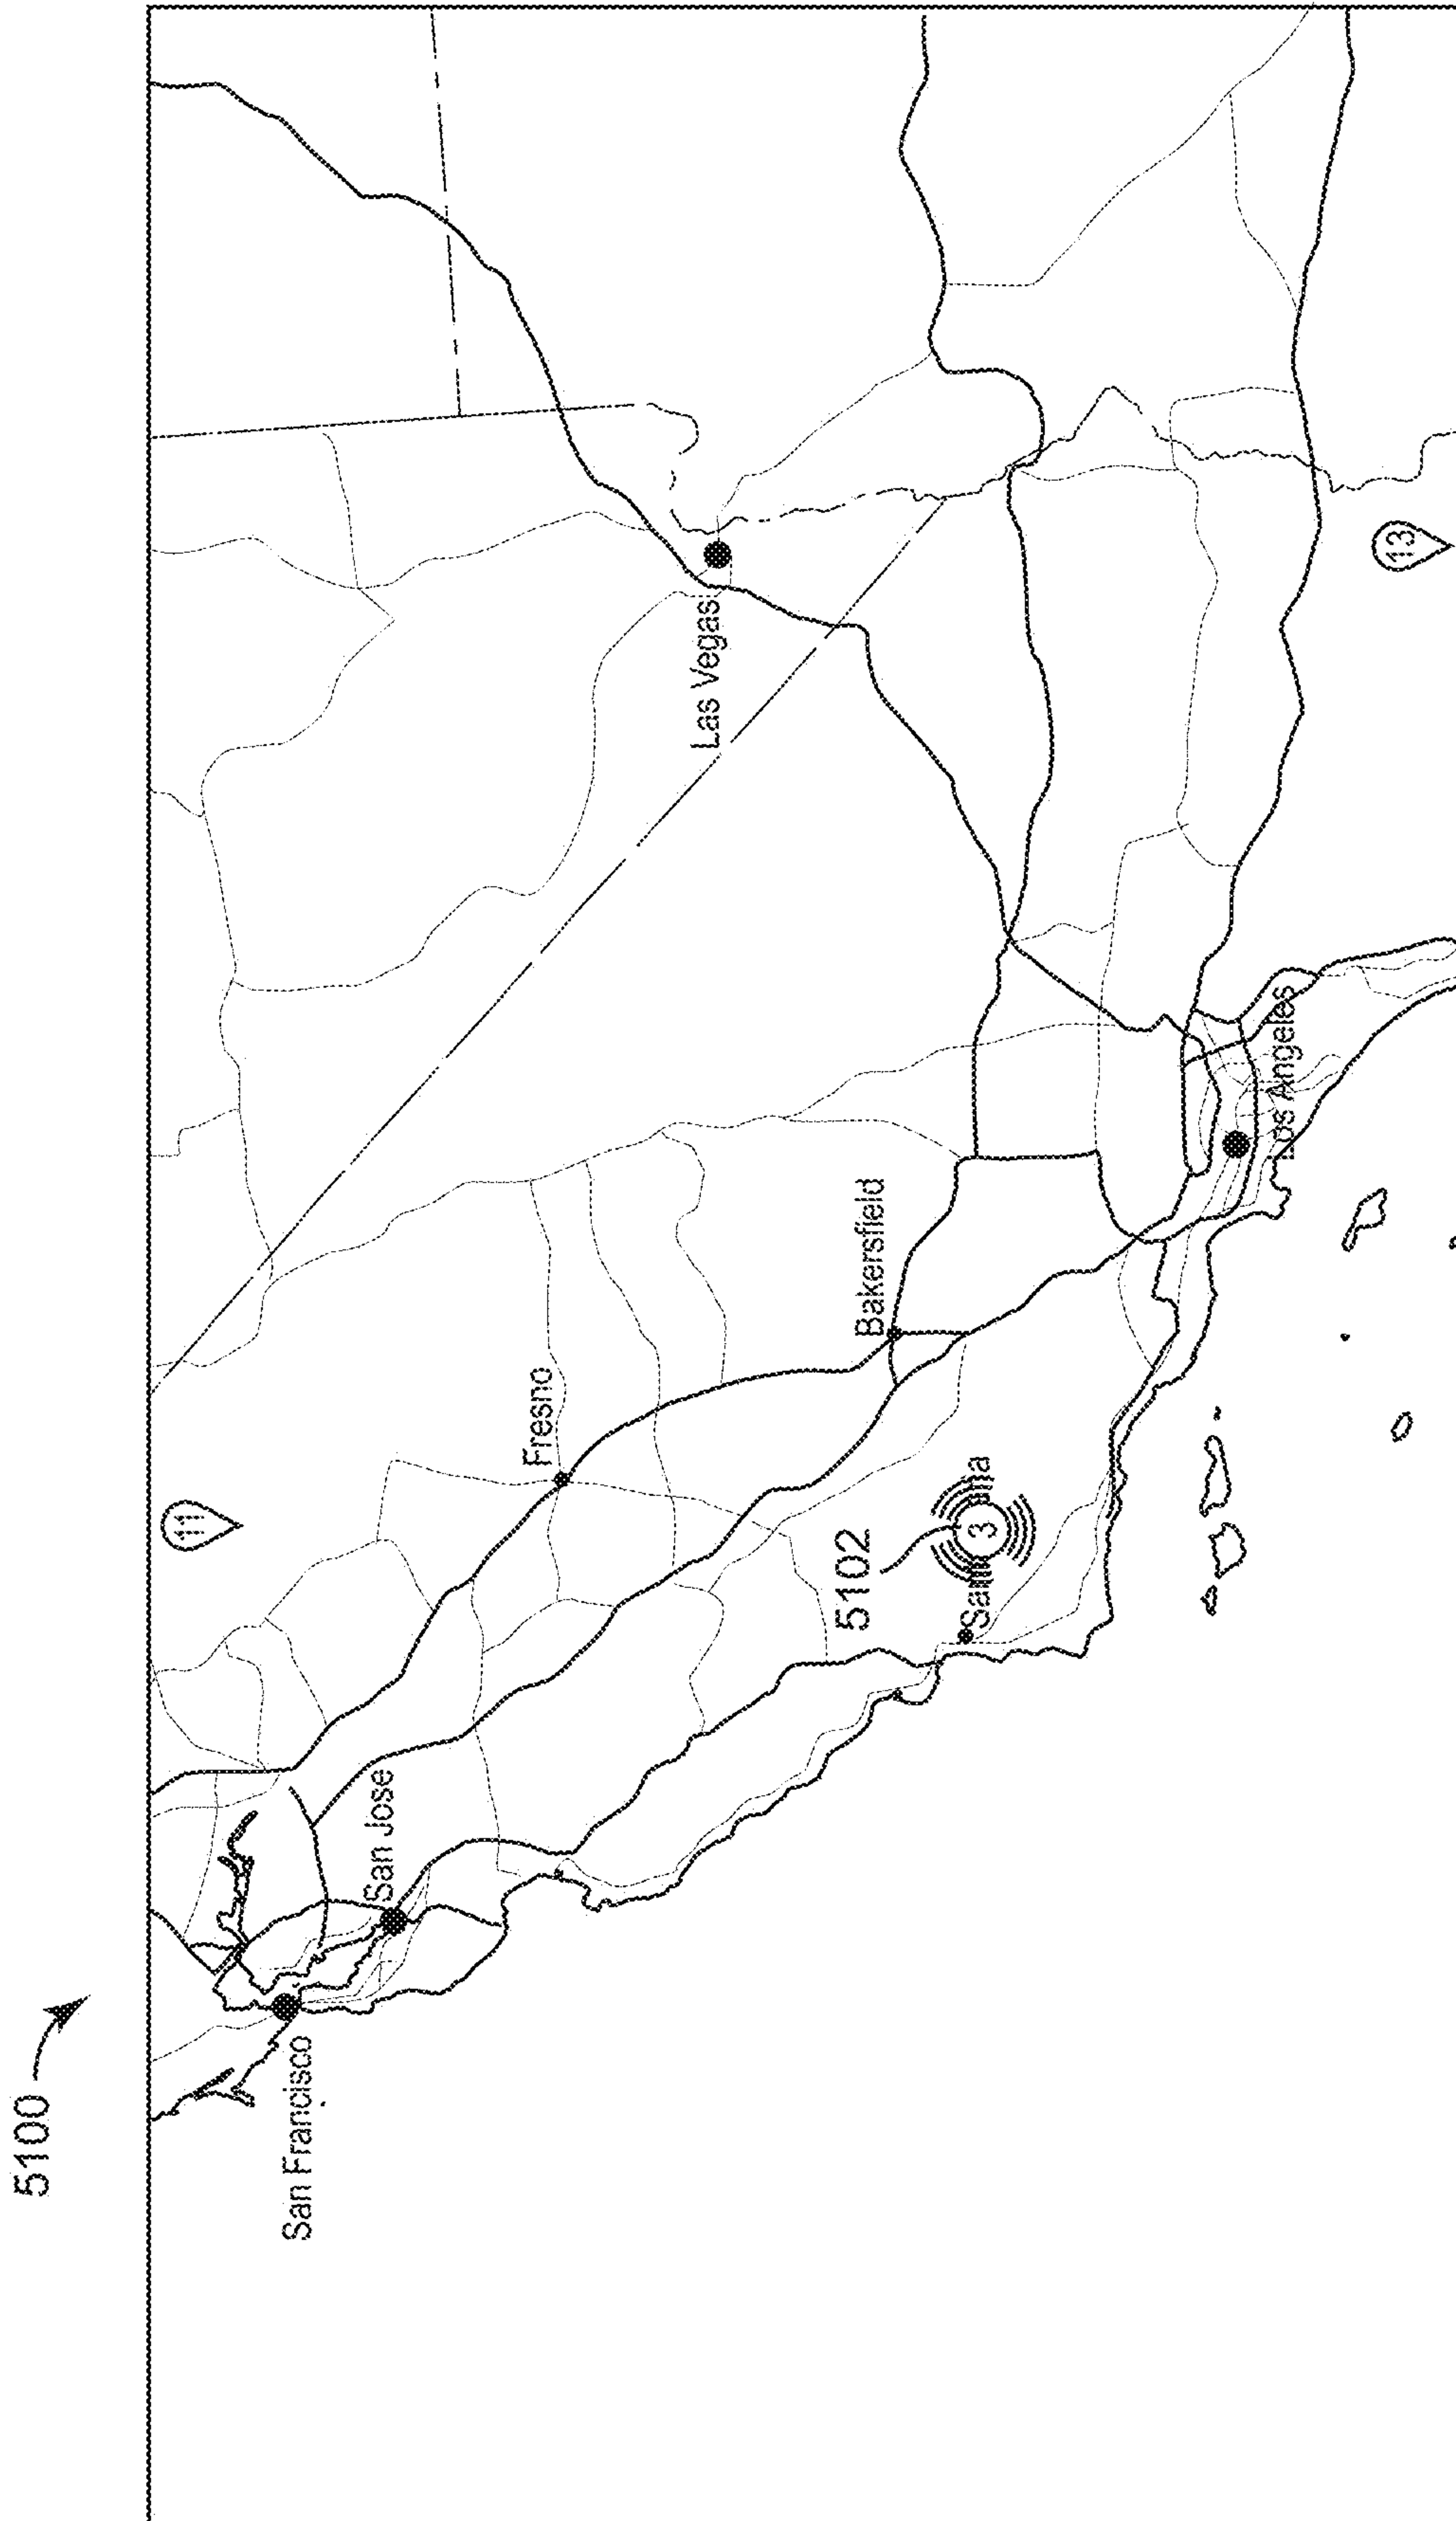 5100
San Francisco
San Jose
11
Fresno
Las Vegas
Bakersfield
5102
3
Los Angeles
13